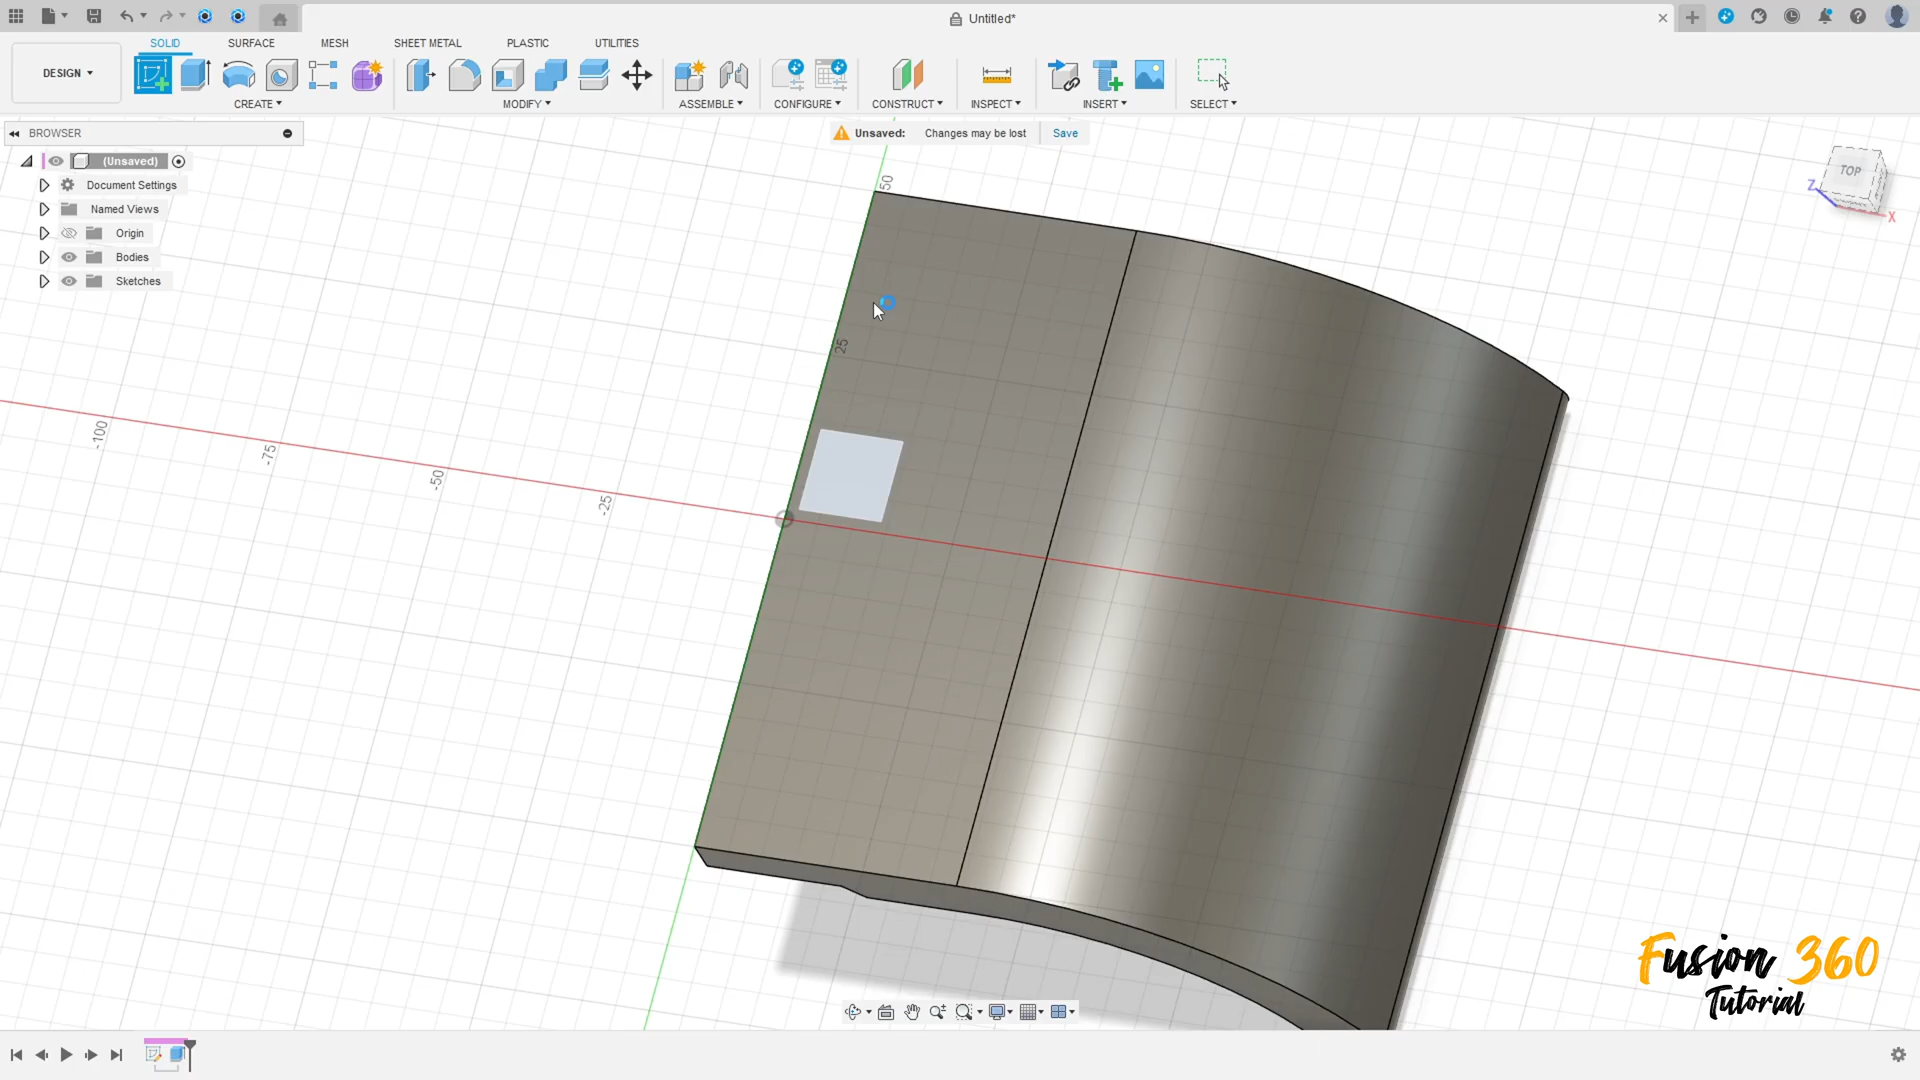 Untitled*
SOLID SURFACE MESH SHEET METAL PLASTIC UTILITIES
DESIGN
CREATE MODIFY ASSEMBLE CONFIGURE CONSTRUCT INSPECT INSERT SELECT
BROWSER
Unsaved: Changes may be lost Save
(Unsaved)
Document Settings
Named Views
Origin
Bodies
Sketches
TOP
Z
X
50
25
-100
-75
-50
-25
Fusion 360
Tutorial